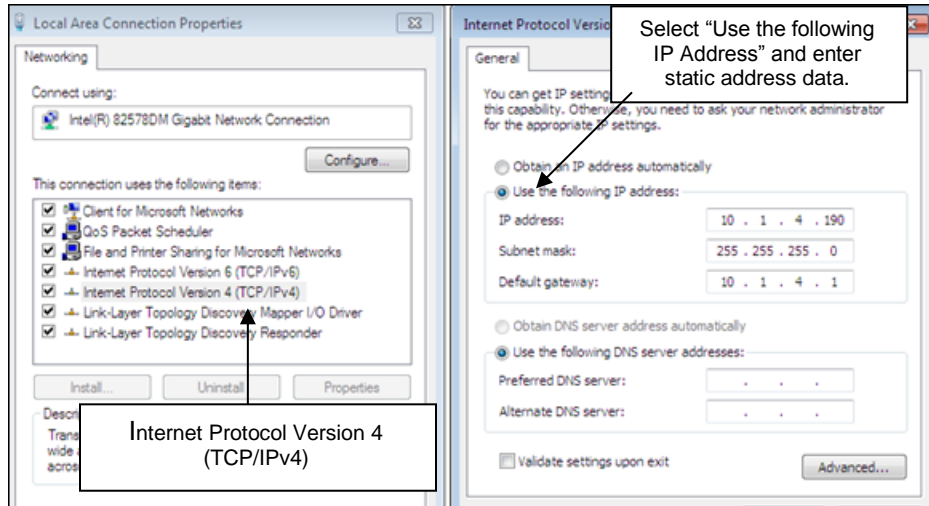 Local Area Connection Properties
Networking
Connect using:
Intel(R) 82578DM Gigabit Network Connection
Configure...
This connection uses the following items:
Client for Microsoft Networks
QoS Packet Scheduler
File and Printer Sharing for Microsoft Networks
Internet Protocol Version 6 (TCP/IPv6)
Internet Protocol Version 4 (TCP/IPv4)
Link-Layer Topology Discovery Mapper I/O Driver
Link-Layer Topology Discovery Responder
Install...
Uninstall
Properties
wide
Internet Protocol Version 4
(TCP/IPv4)
Internet Protocol
Select “Use the following
IP Address” and enter
static address data.
General
You can get IP
this capability. Otherwise, you need to ask your network administrator
for the appropriate IP settings.
Obtain an IP address automatically
Use the following IP address:
IP address:
10 . 1 . 4 . 190
Subnet mask:
255 . 255 . 255 . 0
Default gateway:
10 . 1 . 4 . 1
Obtain DNS server address automatically
Use the following DNS server addresses:
Preferred DNS server:
. . .
Alternate DNS server:
. . .
Validate settings upon exit
Advanced...